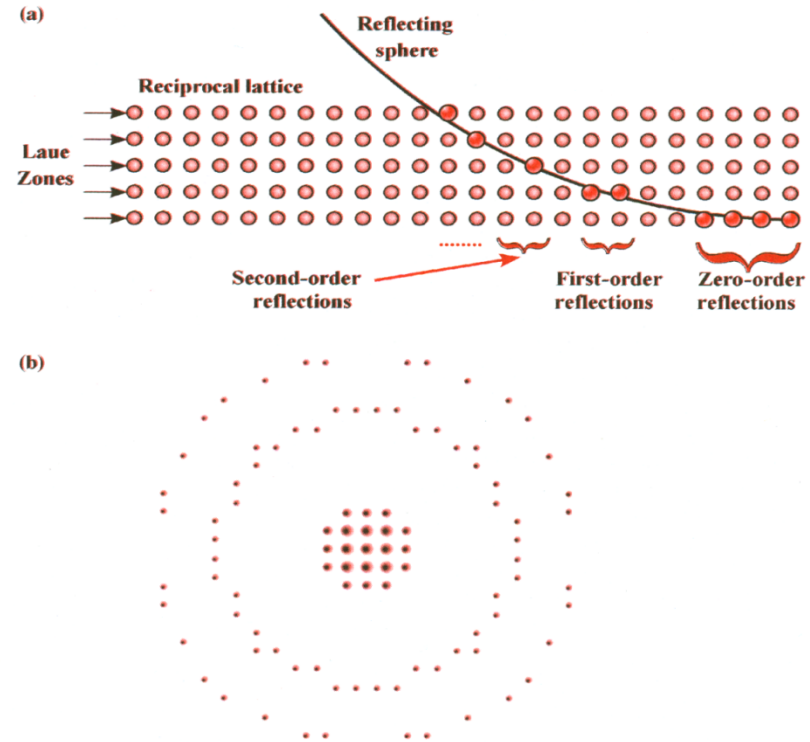 (a)
Reflecting
sphere
Reciprocal lattice
Laue
Zones
Second-order
reflections
First-order
reflections
Zero-order
reflections
(b)